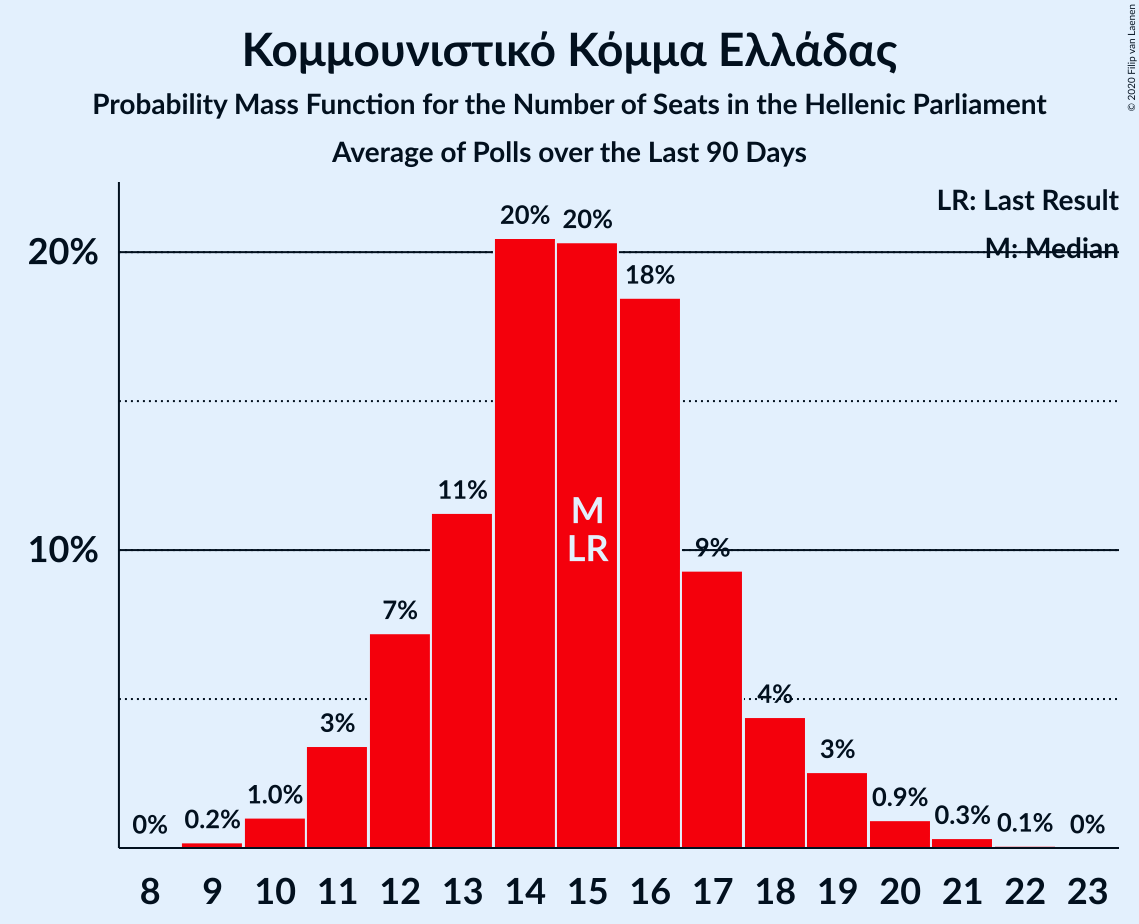 Κομμουνιστικό Κόμμα Ελλάδας
Probability Mass Function for the Number of Seats in the Hellenic Parliament
Average of Polls over the Last 90 Days
© 2020 Filip van Laenen
LR: Last Result
M: Median
20%
10%
0%
0.2%
1.0%
3%
7%
11%
20%
20%
18%
9%
4%
3%
0.9%
0.3%
0.1%
0%
M
LR
8 9 10 11 12 13 14 15 16 17 18 19 20 21 22 23